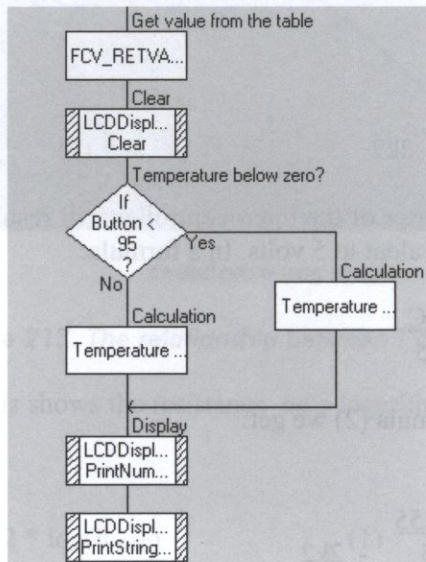 Get value from the table
FCV_RETVA...
Clear
LCDDispl...
Clear
Temperature below zero?
If
Button <
95
?
Yes
No
Calculation
Temperature ...
Calculation
Temperature ...
Display
LCDDispl...
PrintNum...
LCDDispl...
PrintString...